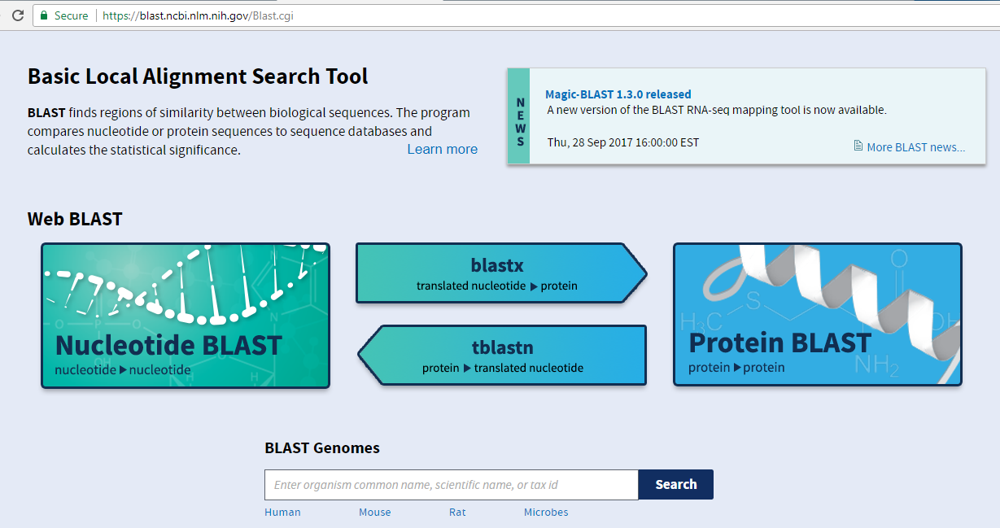 Secure https://blast.ncbi.nlm.nih.gov/Blast.cgi
Basic Local Alignment Search Tool
BLAST finds regions of similarity between biological sequences. The program
compares nucleotide or protein sequences to sequence databases and
calculates the statistical significance.
Learn more
NEWS
Magic-BLAST 1.3.0 released
A new version of the BLAST RNA-seq mapping tool is now available.
Thu, 28 Sep 2017 16:00:00 EST
More BLAST news...
Web BLAST
Nucleotide BLAST
nucleotide ▶ nucleotide
blastx
translated nucleotide ▶ protein
tblastn
protein ▶ translated nucleotide
H3C
S
O
OH
NH2
Protein BLAST
protein ▶ protein
BLAST Genomes
Enter organism common name, scientific name, or tax id
Search
Human Mouse Rat Microbes